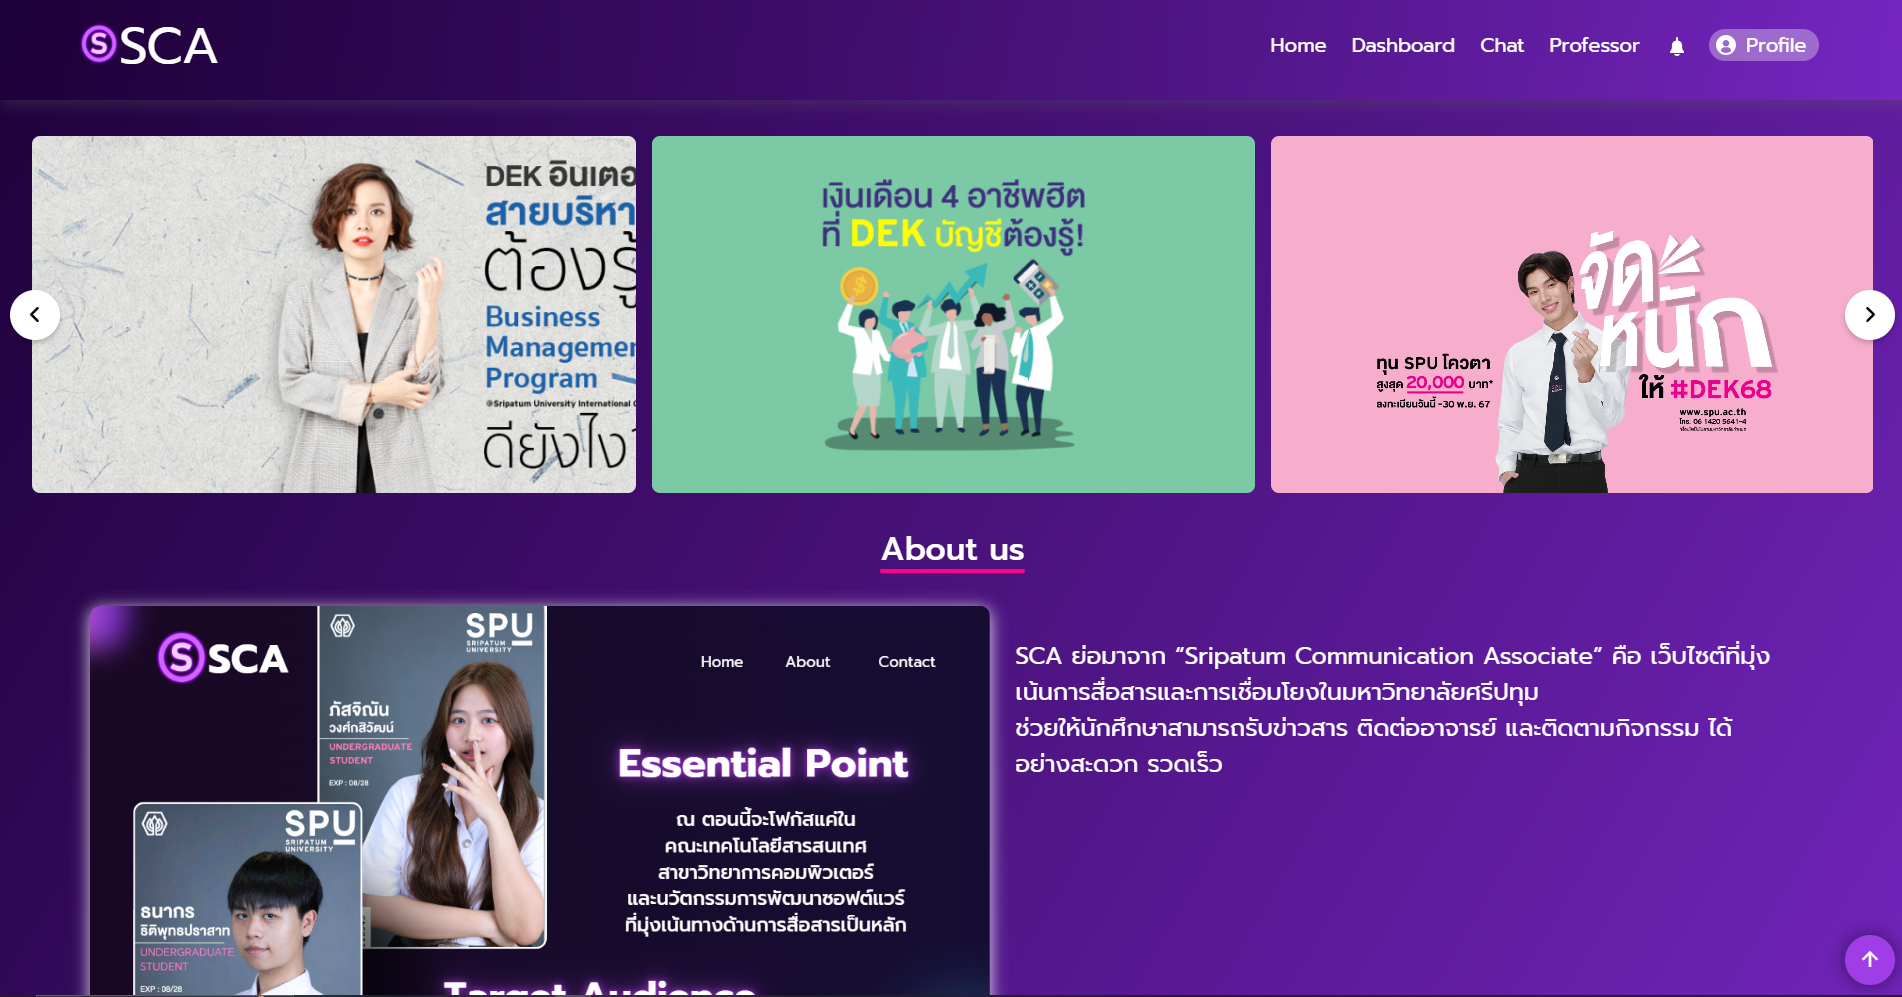 SCA
Home Dashboard Chat Professor Profile
DEK อินเตอ
สายบริหา
ต้องรู้
Business
Management
Program
@Sripatum University International
ดียังไง
เงินเดือน 4 อาชีพฮิต
ที่ DEK บัญชีต้องรู้!
จัด
หนัก
ให้ #DEK68
www.spu.ac.th
โทร. 06 1420 5641-4
ทุน SPU โควตา
สูงสุด 20,000 บาท*
ลงทะเบียนวันนี้ -30 พ.ย. 67
About us
SCA
Home About Contact
SPU
SRIPATUM
UNIVERSITY
ภัสจิณัน
วงศ์กสิวัฒน์
UNDERGRADUATE
STUDENT
EXP : 08/28
SPU
SRIPATUM
UNIVERSITY
ธนากร
ธิติพุทธปราสาท
UNDERGRADUATE
STUDENT
EXP : 08/28
Essential Point
ณ ตอนนี้จะโฟกัสแค่ใน
คณะเทคโนโลยีสารสนเทศ
สาขาวิทยาการคอมพิวเตอร์
และนวัตกรรมการพัฒนาซอฟต์แวร์
ที่มุ่งเน้นทางด้านการสื่อสารเป็นหลัก
Target Audience
SCA ย่อมาจาก “Sripatum Communication Associate” คือ เว็บไซต์ที่มุ่ง
เน้นการสื่อสารและการเชื่อมโยงในมหาวิทยาลัยศรีปทุม
ช่วยให้นักศึกษาสามารถรับข่าวสาร ติดต่ออาจารย์ และติดตามกิจกรรม ได้
อย่างสะดวก รวดเร็ว